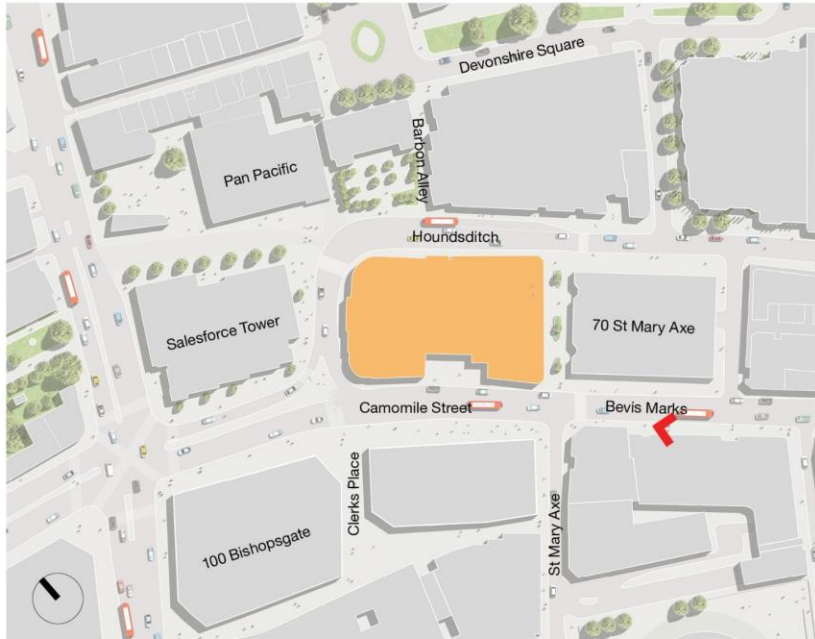 Devonshire Square
Barbon Alley
Pan Pacific
Houndsditch
Salesforce Tower
70 St Mary Axe
Camomile Street
Bevis Marks
Clerks Place
100 Bishopsgate
St Mary Axe